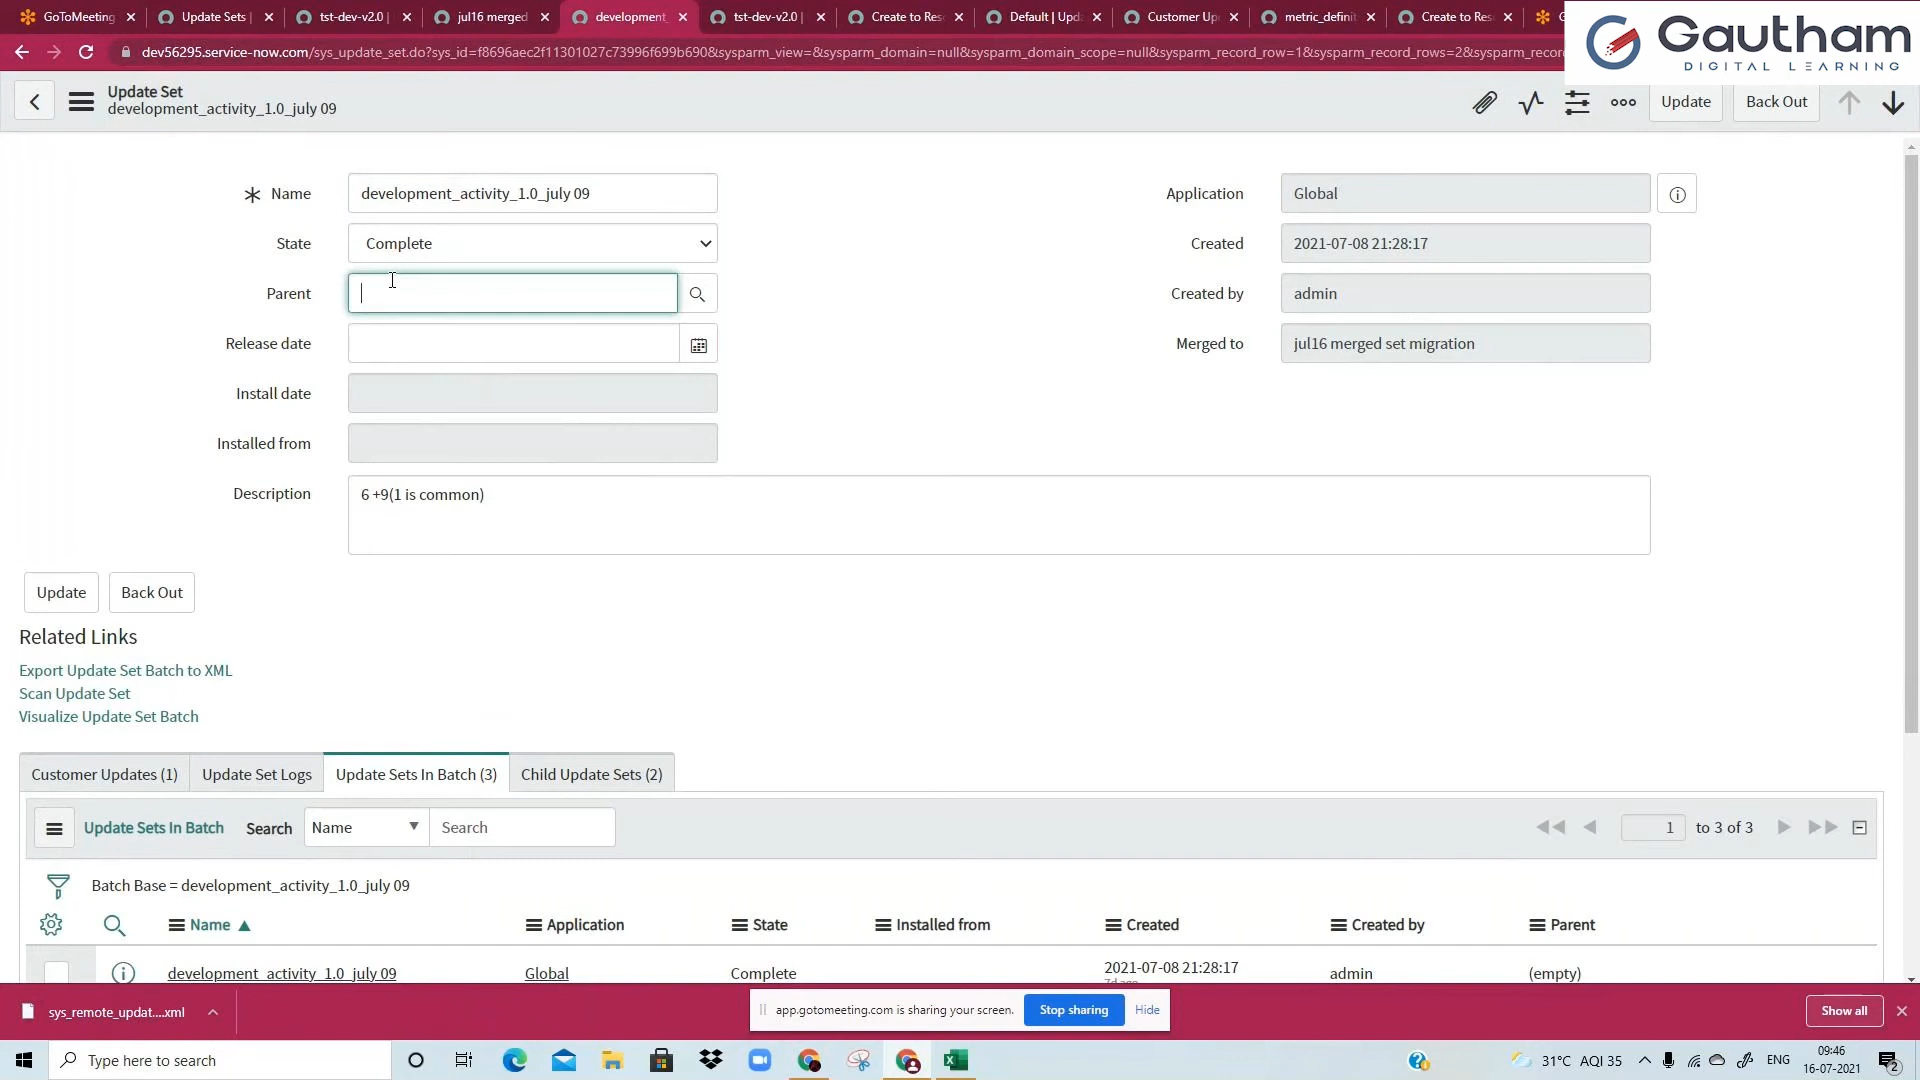 GoToMeeting
Update Sets |
tst-dev-v2.0 |
jul16 merged
development_
tst-dev-v2.0 |
Create to Res
Default | Upd
Customer Up
metric_definit
Create to Res
G
Gautham
DIGITAL LEARNING
dev56295.service-now.com/sys_update_set.do?sys_id=f8696aec2f11301027c73996f699b690&sysparm_view=&sysparm_domain=null&sysparm_domain_scope=null&sysparm_record_row=1&sysparm_record_rows=2&sysparm_reco
Update Set
development_activity_1.0_july 09
Update
Back Out
Name
development_activity_1.0_july 09
Application
Global
State
Complete
Created
2021-07-08 21:28:17
Parent
Created by
admin
Release date
Merged to
jul16 merged set migration
Install date
Installed from
Description
6 +9(1 is common)
Update
Back Out
Related Links
Export Update Set Batch to XML
Scan Update Set
Visualize Update Set Batch
Customer Updates (1)
Update Set Logs
Update Sets In Batch (3)
Child Update Sets (2)
Update Sets In Batch
Search
Name
Search
1
to 3 of 3
Batch Base = development_activity_1.0_july 09
Name
Application
State
Installed from
Created
Created by
Parent
development_activity_1.0_july 09
Global
Complete
2021-07-08 21:28:17
7d ago
admin
(empty)
sys_remote_updat....xml
app.gotomeeting.com is sharing your screen.
Stop sharing
Hide
Show all
Type here to search
31°C AQI 35
ENG
09:46
16-07-2021
2